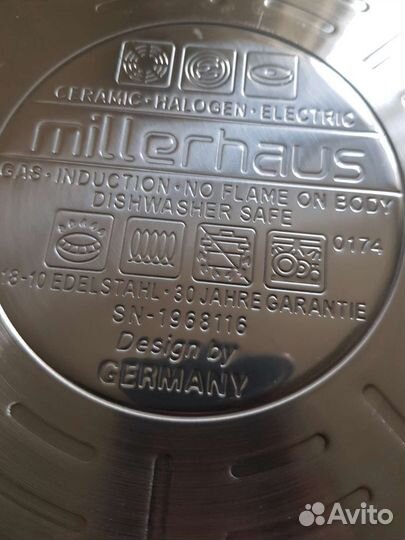 CERAMIC · HALOGEN · ELECTRIC
millerhaus
GAS · INDUCTION · NO FLAME ON BODY
DISHWASHER SAFE
0174
18-10 EDELSTAHL · 30 JAHRE GARANTIE
SN-1968116
Design by
GERMANY
Avito